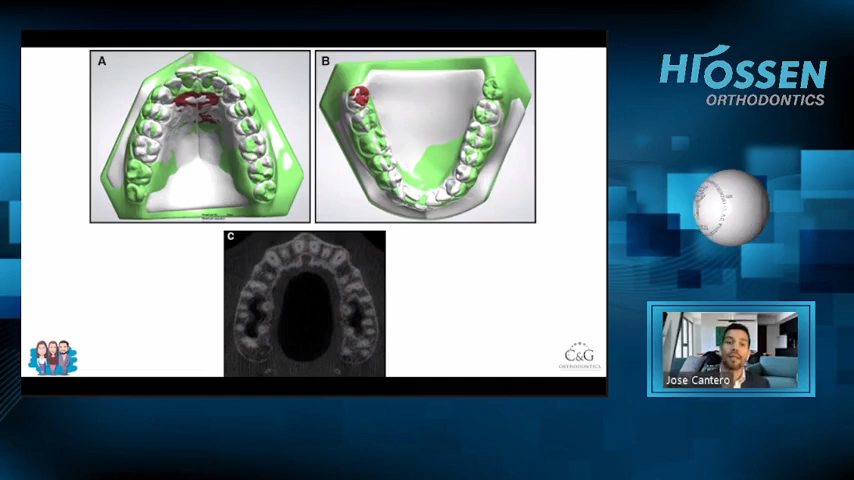 A
B
C
C&G
ORTHODONTICS
HIOSSEN
ORTHODONTICS
Jose Cantero